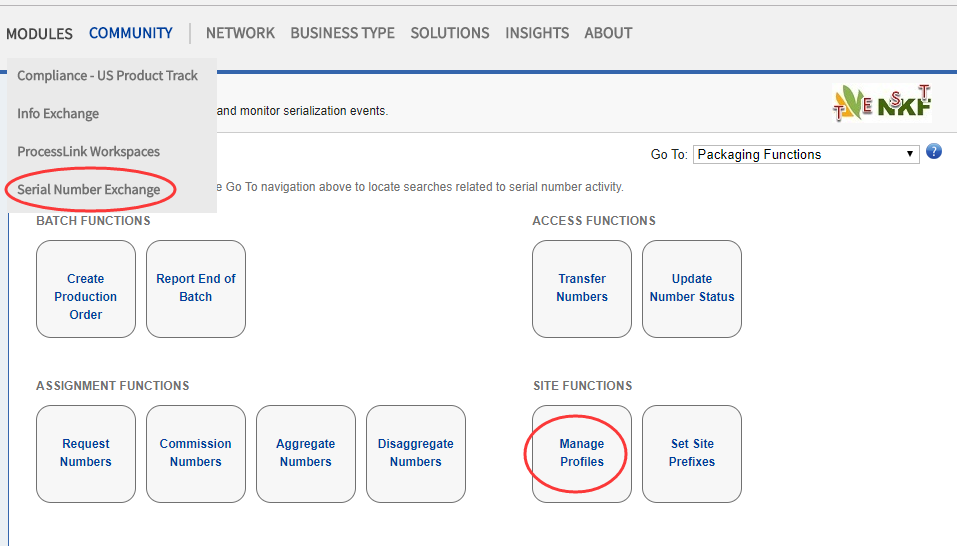 MODULES COMMUNITY NETWORK BUSINESS TYPE SOLUTIONS INSIGHTS ABOUT
Compliance - US Product Track
Info Exchange
and monitor serialization events.
TEST
VENSKF
ProcessLink Workspaces
Go To: Packaging Functions ?
Serial Number Exchange
e Go To navigation above to locate searches related to serial number activity.
BATCH FUNCTIONS
Create
Production
Order
Report End of
Batch
ACCESS FUNCTIONS
Transfer
Numbers
Update
Number Status
ASSIGNMENT FUNCTIONS
Request
Numbers
Commission
Numbers
Aggregate
Numbers
Disaggregate
Numbers
SITE FUNCTIONS
Manage
Profiles
Set Site
Prefixes